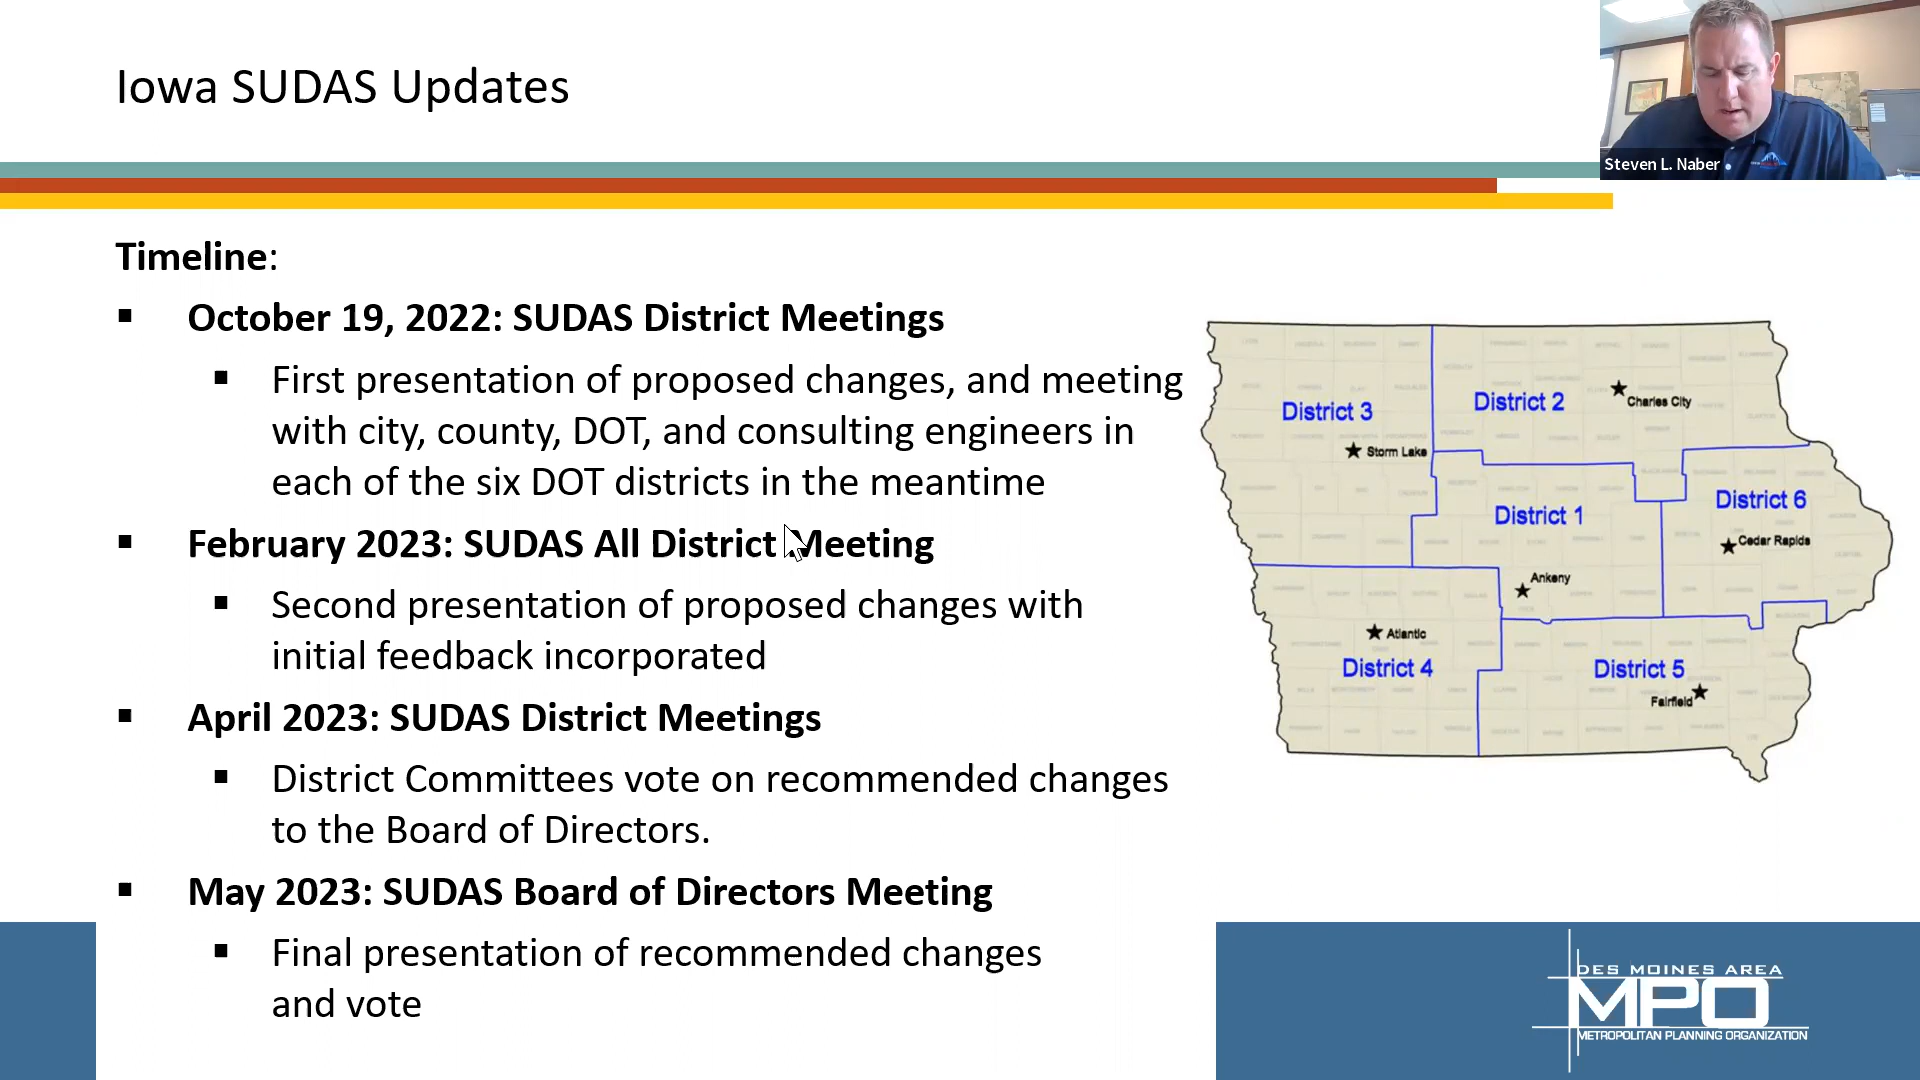 Iowa SUDAS Updates
Steven L. Naber
Timeline:
▪ October 19, 2022: SUDAS District Meetings
▪ First presentation of proposed changes, and meeting
with city, county, DOT, and consulting engineers in
each of the six DOT districts in the meantime
▪ February 2023: SUDAS All District Meeting
▪ Second presentation of proposed changes with
initial feedback incorporated
▪ April 2023: SUDAS District Meetings
▪ District Committees vote on recommended changes
to the Board of Directors.
▪ May 2023: SUDAS Board of Directors Meeting
▪ Final presentation of recommended changes
and vote
District 3
Storm Lake
District 2
Charles City
District 1
Ankeny
District 6
Cedar Rapids
Atlantic
District 4
District 5
Fairfield
DES MOINES AREA
MPO
METROPOLITAN PLANNING ORGANIZATION